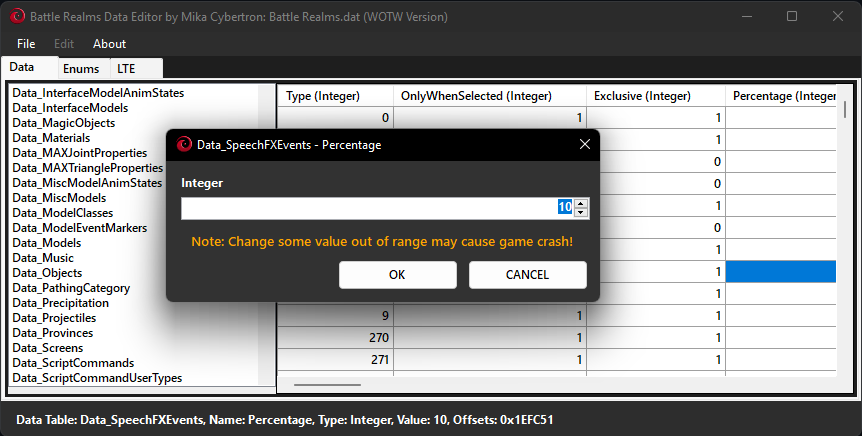 Battle Realms Data Editor by Mika Cybertron: Battle Realms.dat (WOTW Version)
File Edit About
Data Enums LTE
Data_InterfaceModelAnimStates
Data_InterfaceModels
Data_MagicObjects
Data_Materials
Data_MAXJointProperties
Data_MAXTriangleProperties
Data_MiscModelAnimStates
Data_MiscModels
Data_ModelClasses
Data_ModelEventMarkers
Data_Models
Data_Music
Data_Objects
Data_PathingCategory
Data_Precipitation
Data_Projectiles
Data_Provinces
Data_Screens
Data_ScriptCommands
Data_ScriptCommandUserTypes
Type (Integer) OnlyWhenSelected (Integer) Exclusive (Integer) Percentage (Integer
0 1 1
1
0
0
1
0
1
1
1
9 1 1
270 1 1
271 1 1
Data_SpeechFXEvents - Percentage
Integer
10
Note: Change some value out of range may cause game crash!
OK CANCEL
Data Table: Data_SpeechFXEvents, Name: Percentage, Type: Integer, Value: 10, Offsets: 0x1EFC51